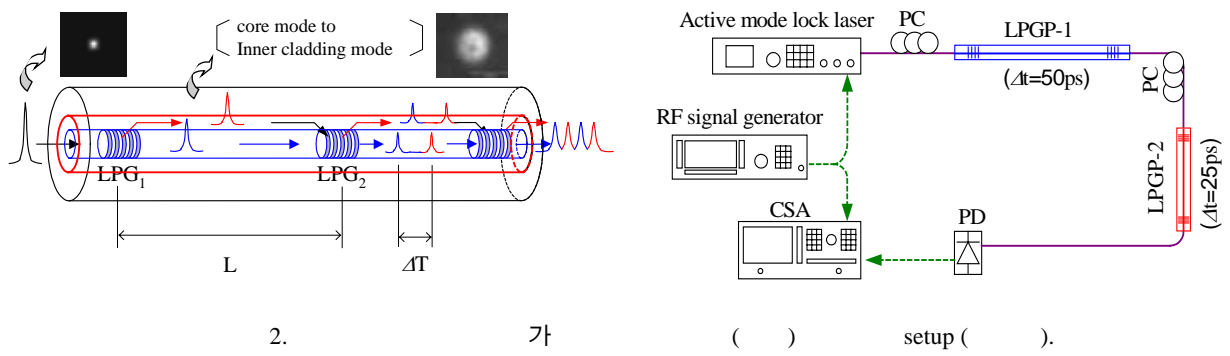 core mode to
Inner cladding mode
LPG1
LPG2
L
ΔT
Active mode lock laser
PC
LPGP-1
(Δt=50ps)
PC
RF signal generator
LPGP-2
(Δt=25ps)
CSA
PD
2. 가 ( ) setup ( ).